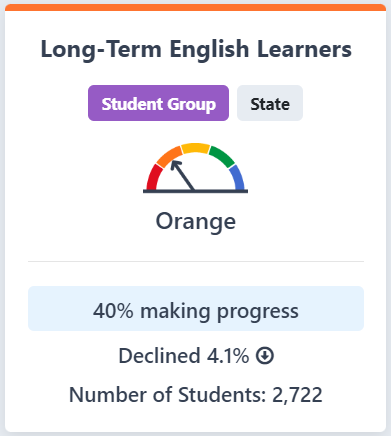 Long-Term English Learners
Student Group State
Orange
40% making progress
Declined 4.1%
Number of Students: 2,722